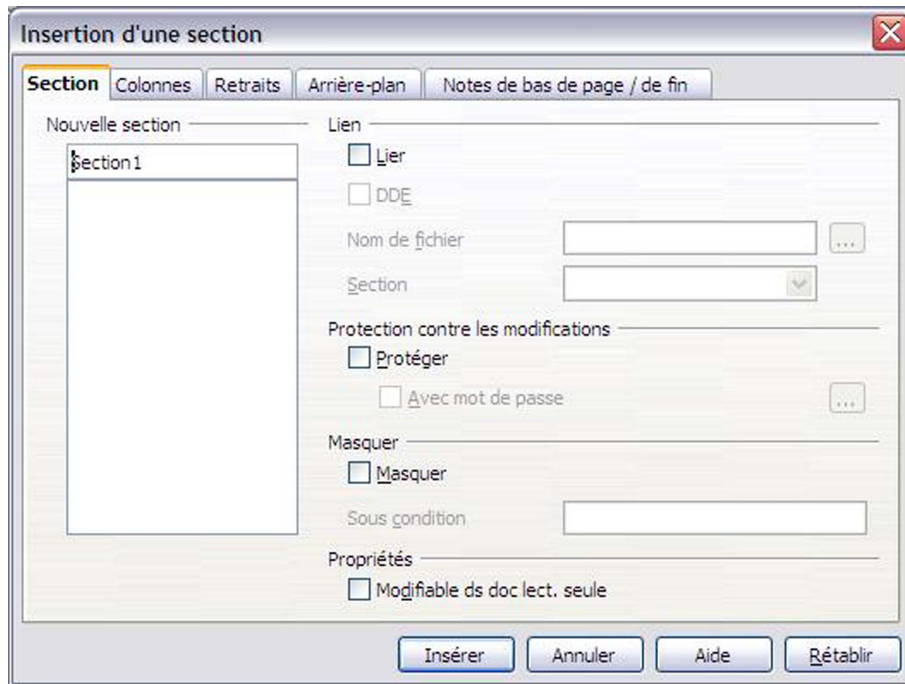 Insertion d'une section
Section Colonnes Retraits Arrière-plan Notes de bas de page / de fin
Nouvelle section
Section1
Lien
Lier
DDE
Nom de fichier ...
Section
Protection contre les modifications
Protéger
Avec mot de passe ...
Masquer
Masquer
Sous condition
Propriétés
Modifiable ds doc lect. seule
Insérer Annuler Aide Rétablir